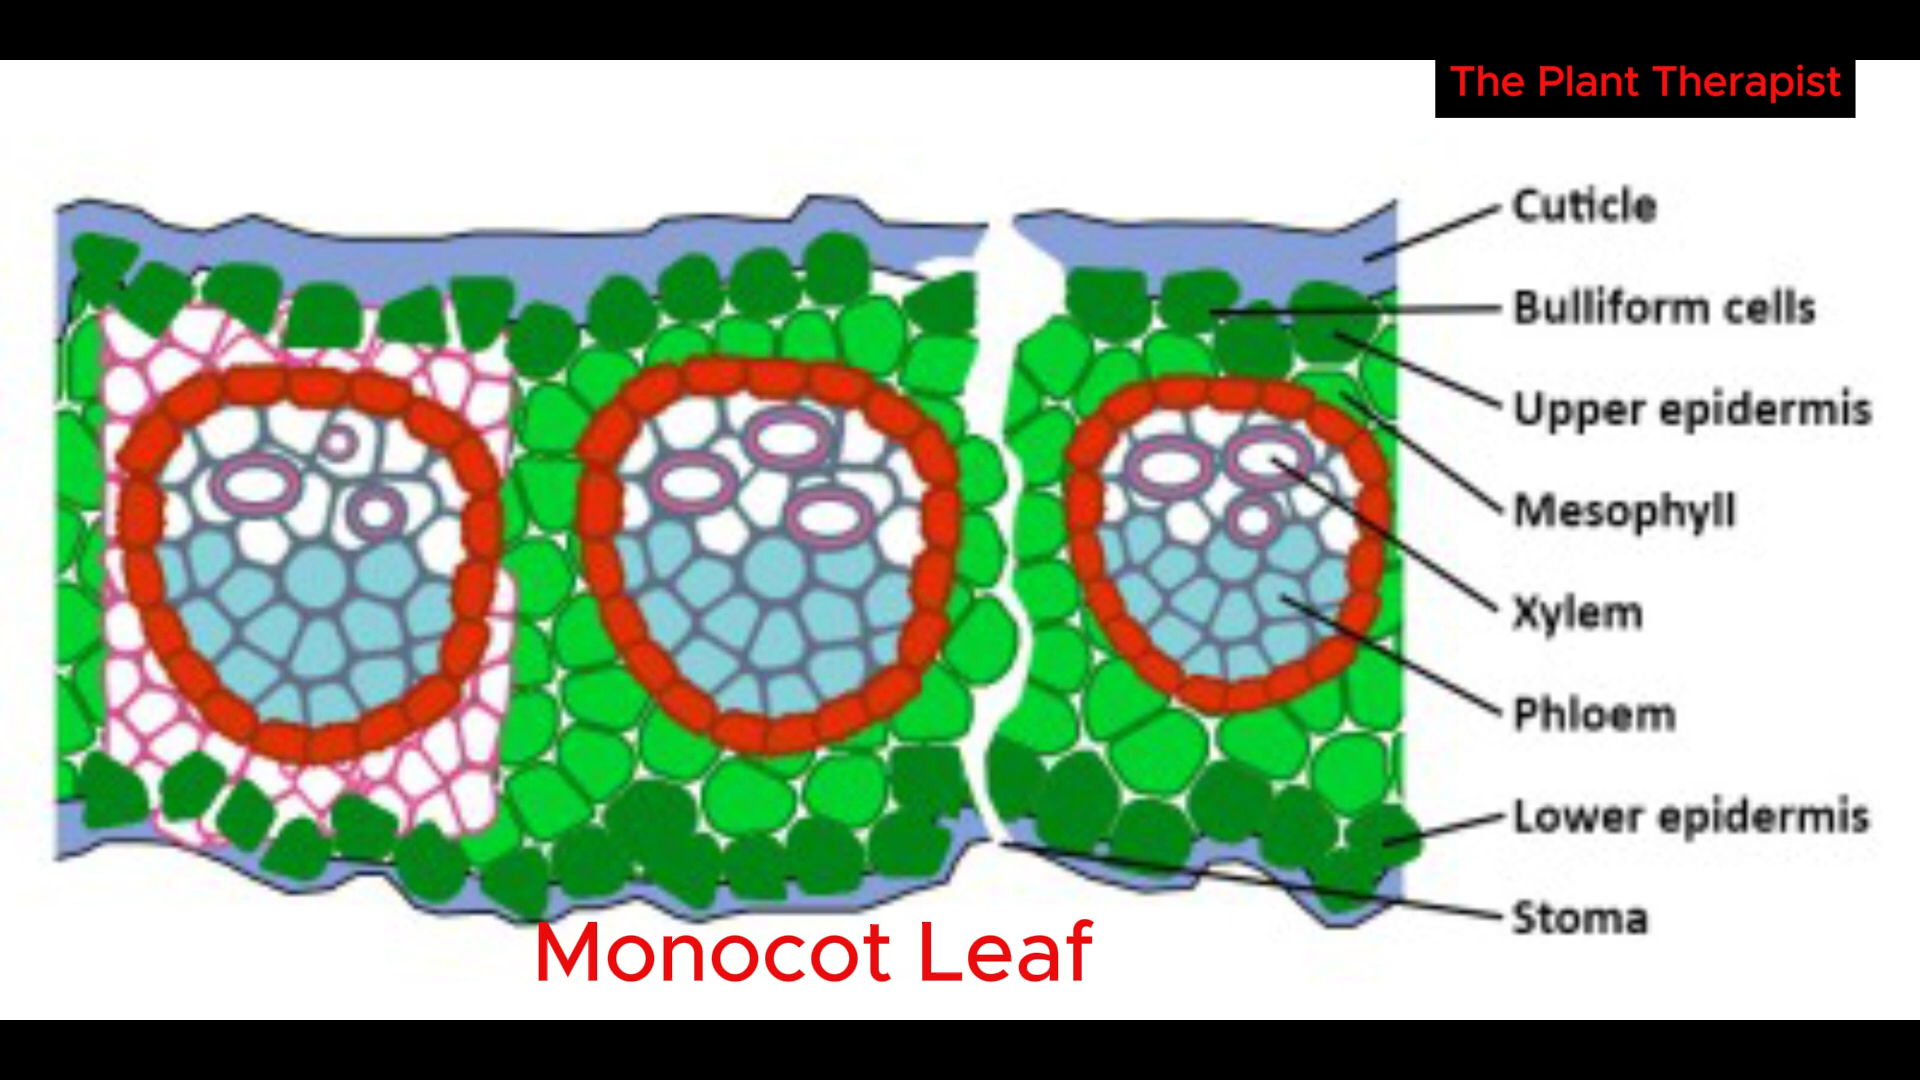 The Plant Therapist
Cuticle
Bulliform cells
Upper epidermis
Mesophyll
Xylem
Phloem
Lower epidermis
Stoma
Monocot Leaf